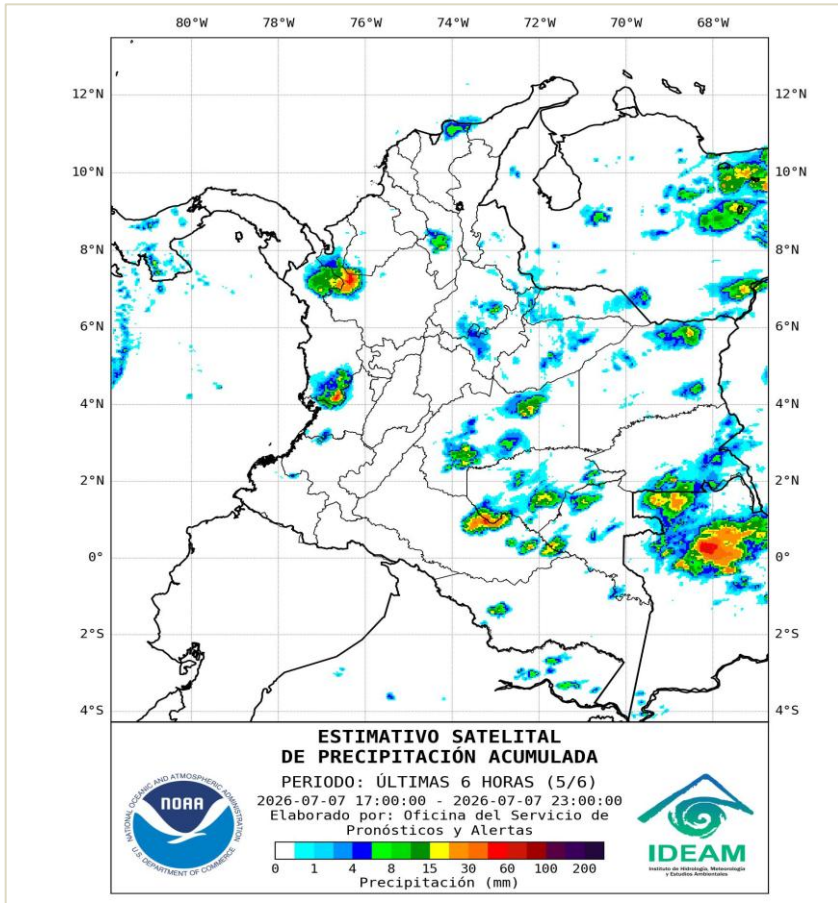 80°W 78°W 76°W 74°W 72°W 70°W 68°W
12°N 12°N
10°N 10°N
8°N 8°N
6°N 6°N
4°N 4°N
2°N 2°N
0° 0°
2°S 2°S
4°S 4°S
ESTIMATIVO SATELITAL
DE PRECIPITACIÓN ACUMULADA
PERIODO: ÚLTIMAS 6 HORAS (5/6)
2026-07-07 17:00:00 - 2026-07-07 23:00:00
Elaborado por: Oficina del Servicio de
Pronósticos y Alertas
0 1 4 8 15 30 60 100 200
Precipitación (mm)
NATIONAL OCEANIC AND ATMOSPHERIC ADMINISTRATION
NOAA
U.S. DEPARTMENT OF COMMERCE
IDEAM
Instituto de Hidrología, Meteorología
y Estudios Ambientales